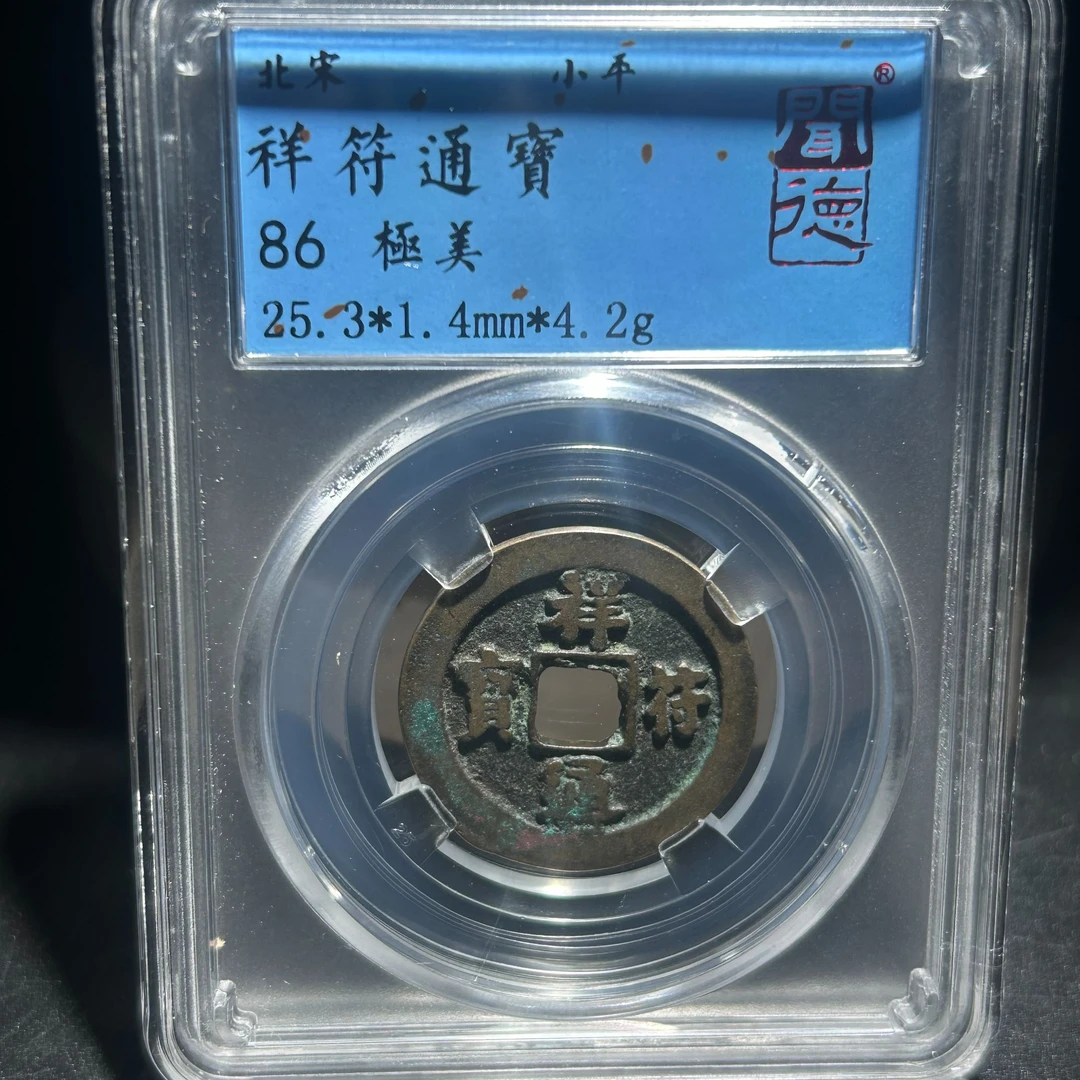 北宋 小平
祥符通寶
86 極美
25.3*1.4mm*4.2g
聞德
®
祥符通寶